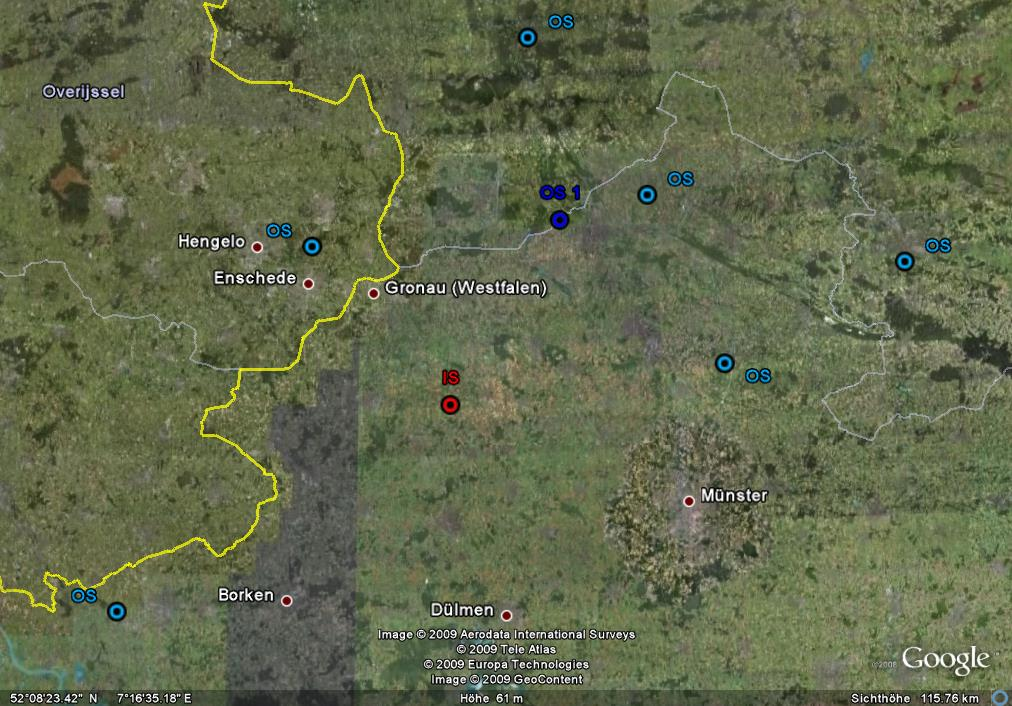 OS
Overijssel
OS
OS 1
OS
Hengelo
OS
Enschede
Gronau (Westfalen)
IS
OS
Münster
OS
Borken
Dülmen
Image © 2009 Aerodata International Surveys
© 2009 Tele Atlas
© 2009 Europa Technologies
Image © 2009 GeoContent
©2008 Google™
52°08'23.42" N 7°16'35.18" E Höhe 61 m Sichthöhe 115.76 km